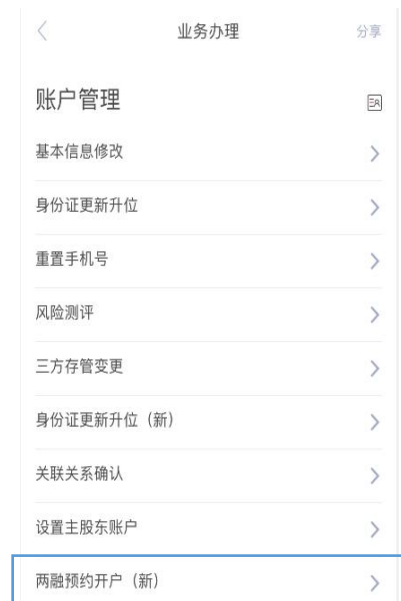 业务办理 分享
账户管理
基本信息修改
身份证更新升位
重置手机号
风险测评
三方存管变更
身份证更新升位（新）
关联关系确认
设置主股东账户
两融预约开户（新）